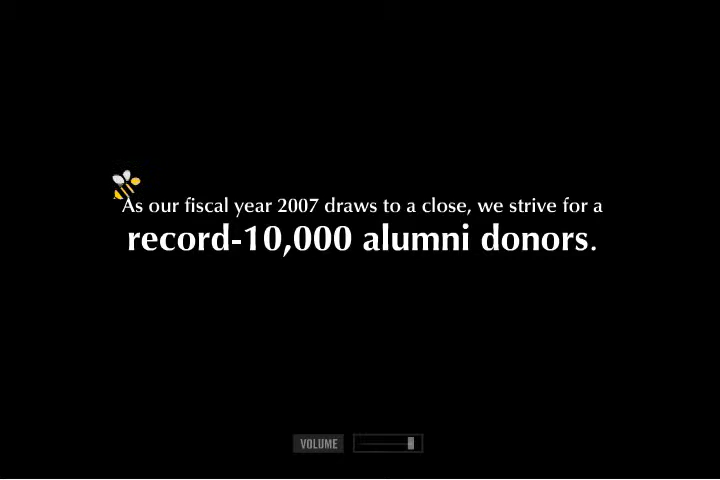 As our fiscal year 2007 draws to a close, we strive for a
record-10,000 alumni donors.
VOLUME